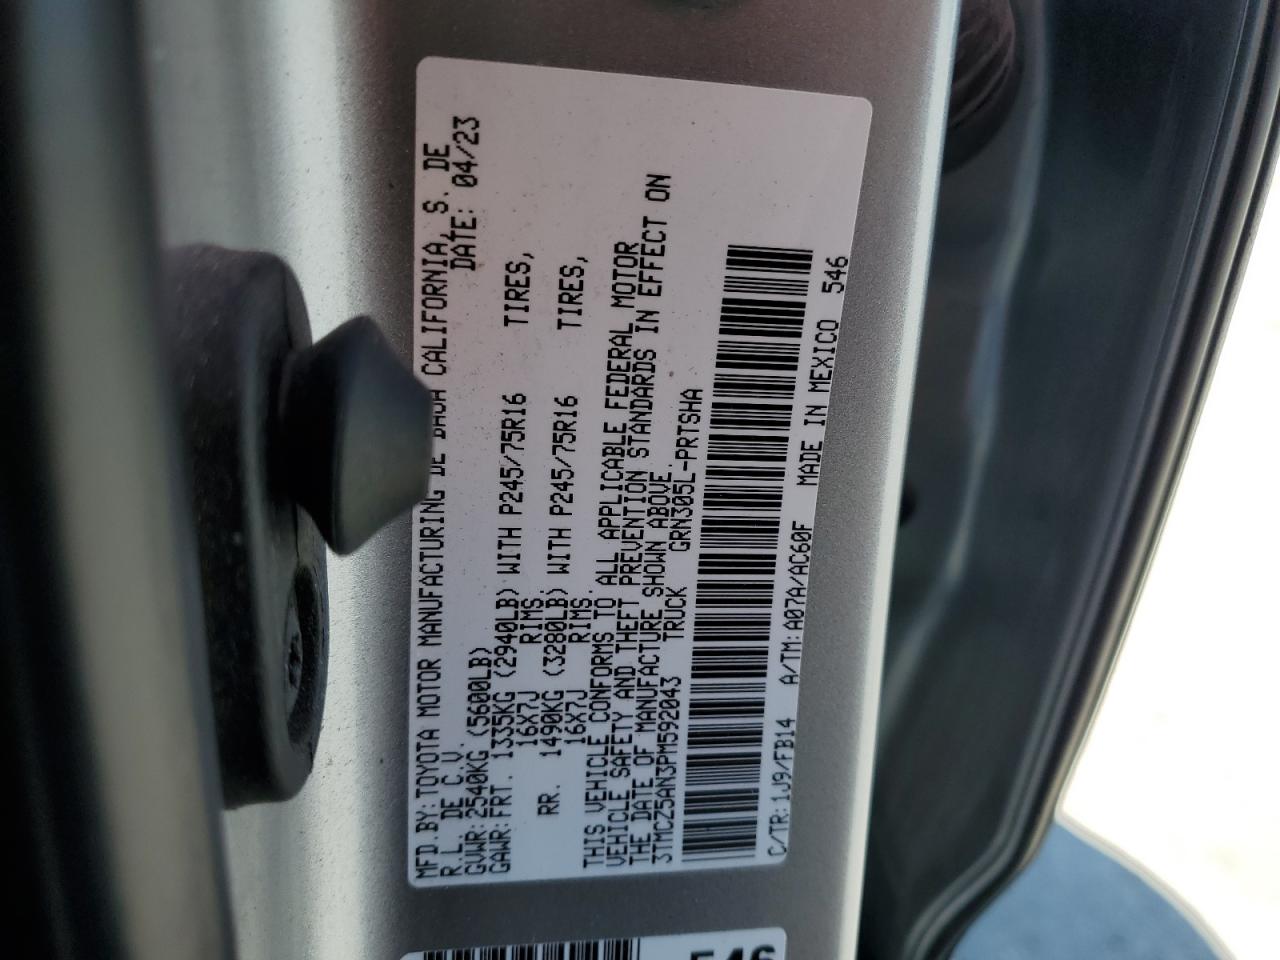 MFD.BY:TOYOTA MOTOR MANUFACTURING DE BAJA CALIFORNIA, S. DE
R.L. DE C.V. DATE: 04/23
GVWR:2540KG (5600LB)
GAWR:FRT. 1335KG (2940LB) WITH P245/75R16 TIRES,
16X7J RIMS.
RR. 1490KG (3280LB) WITH P245/75R16 TIRES,
16X7J RIMS.
THIS VEHICLE CONFORMS TO ALL APPLICABLE FEDERAL MOTOR
VEHICLE SAFETY AND THEFT PREVENTION STANDARDS IN EFFECT ON
THE DATE OF MANUFACTURE SHOWN ABOVE.
3TMCZ5AN3PM592043 TRUCK GRN305L-PRTSHA
C/TR:1J9/FB14 A/TM:A07A/AC60F MADE IN MEXICO 546
546